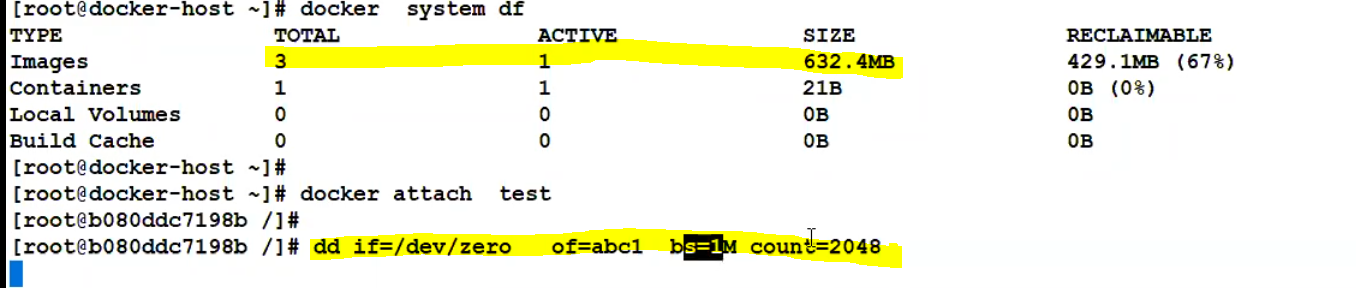 [root@docker-host ~]# docker  system df
TYPE                TOTAL               ACTIVE              SIZE                RECLAIMABLE
Images              3                   1                   632.4MB             429.1MB (67%)
Containers          1                   1                   21B                 0B (0%)
Local Volumes       0                   0                   0B                  0B
Build Cache         0                   0                   0B                  0B
[root@docker-host ~]#
[root@docker-host ~]# docker attach  test
[root@b080ddc7198b /]#
[root@b080ddc7198b /]# dd if=/dev/zero   of=abc1  bs=1M count=2048